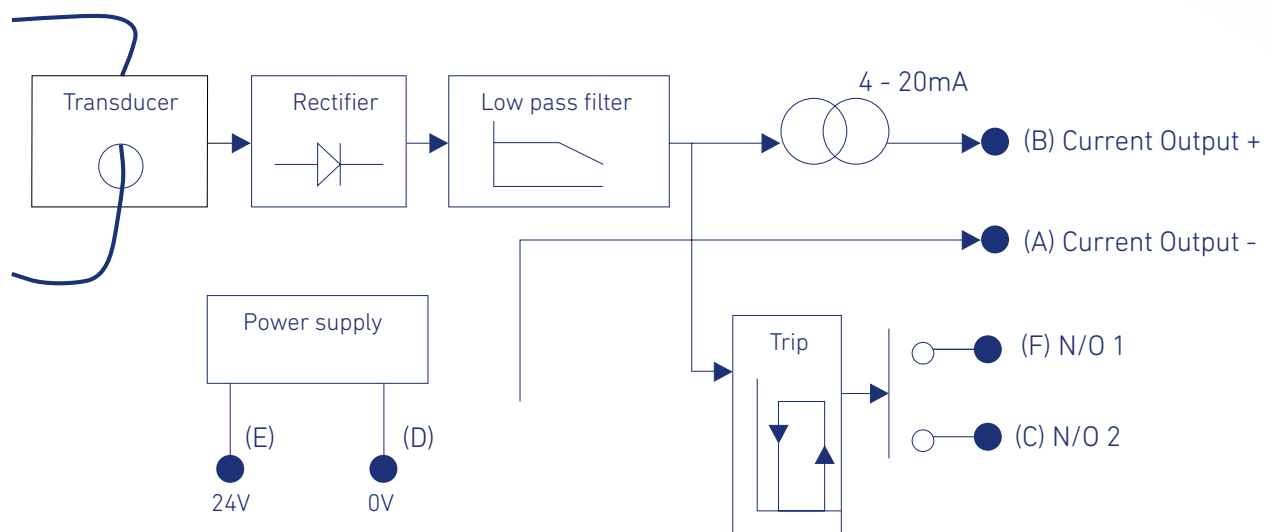 4 - 20mA
Transducer
Rectifier
Low pass filter
(B) Current Output +
(A) Current Output -
Power supply
Trip
(F) N/O 1
(E)
(D)
(C) N/O 2
24V
0V